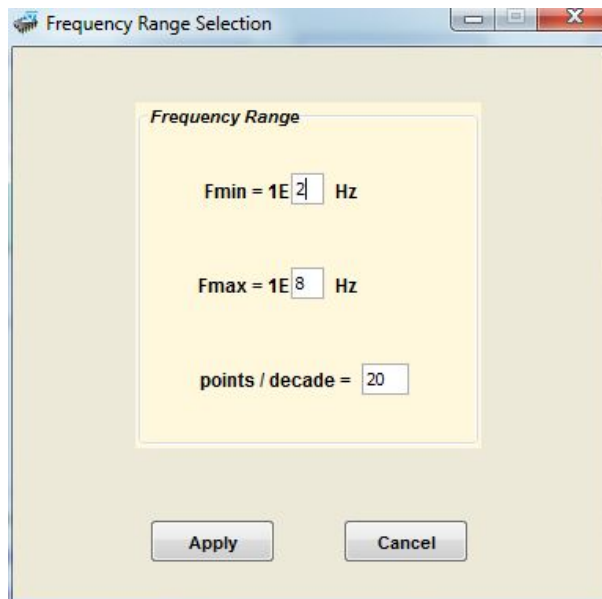 Frequency Range Selection
Frequency Range
Fmin = 1E 2 Hz
Fmax = 1E 8 Hz
points / decade = 20
Apply Cancel